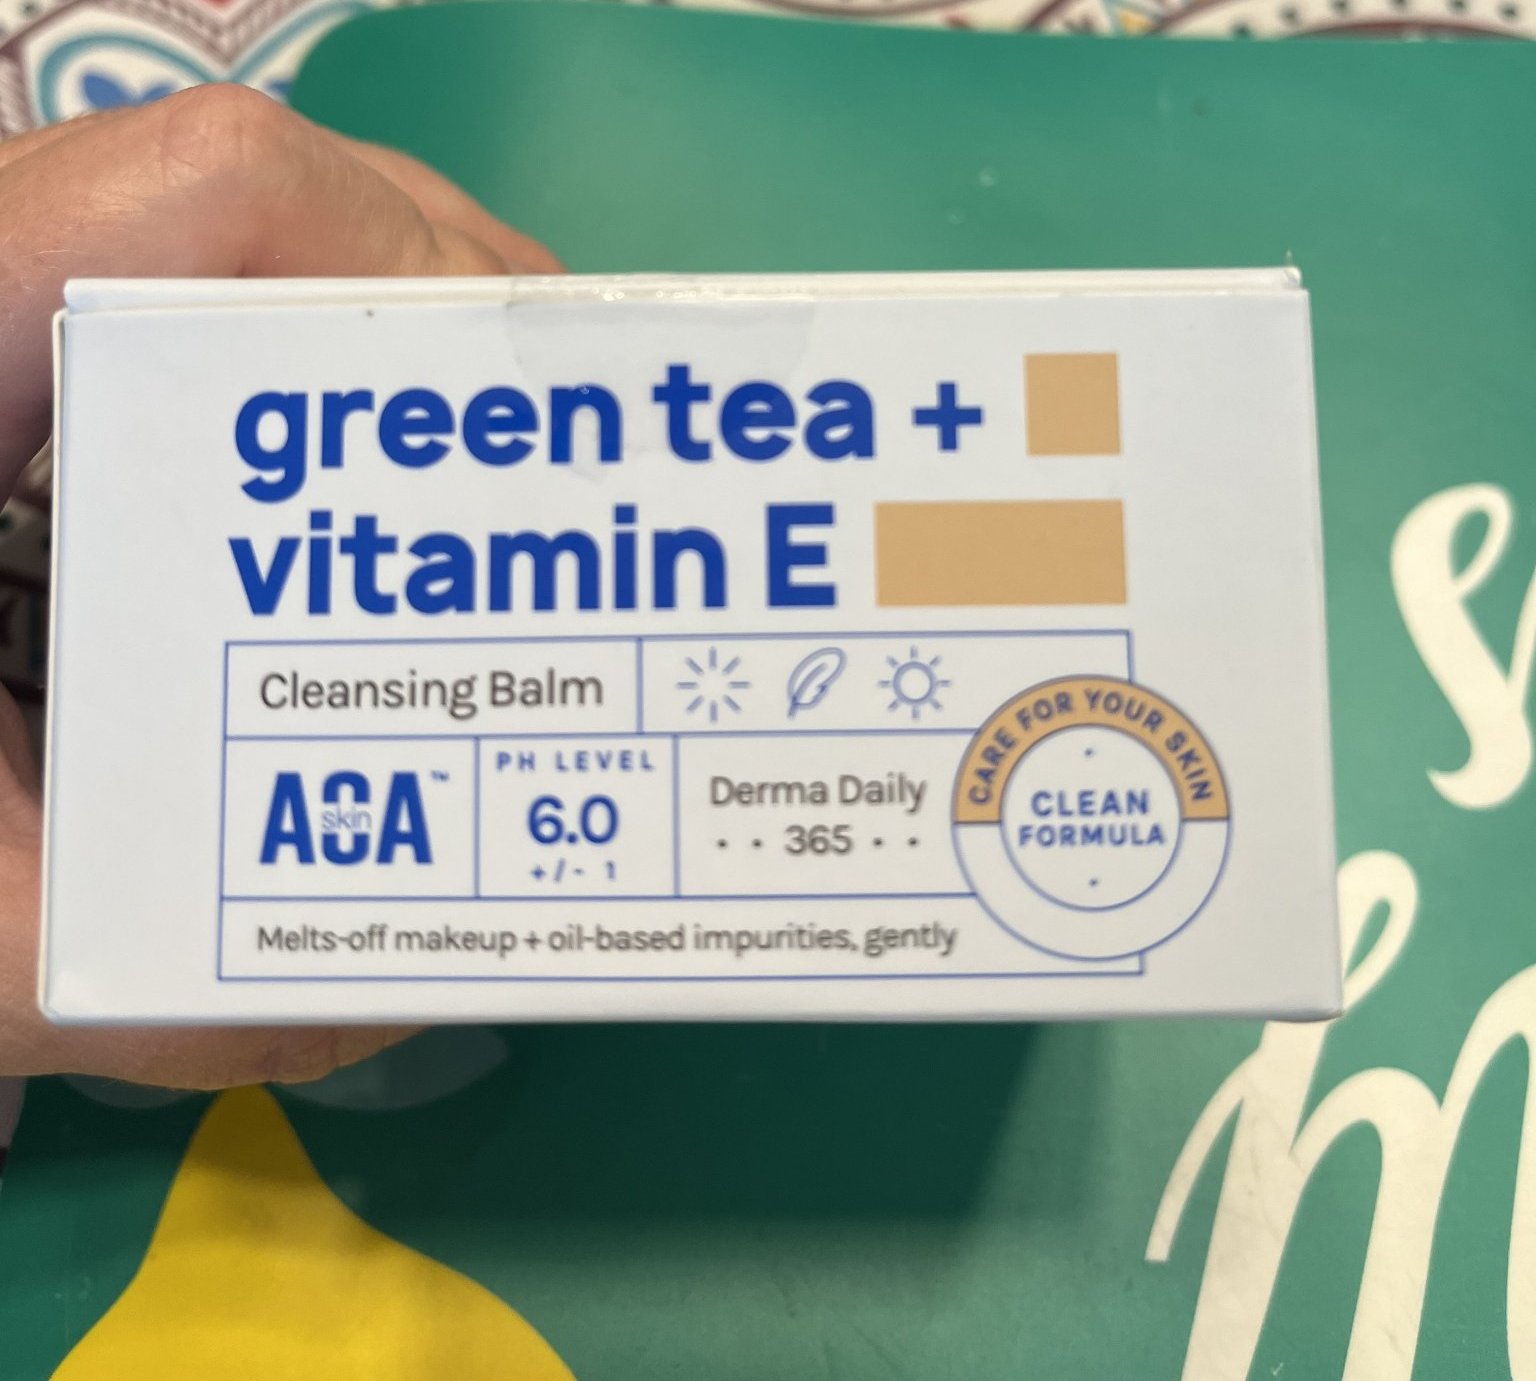 green tea +
vitamin E
Cleansing Balm
AOA™
skin
PH LEVEL
6.0
+/- 1
Derma Daily
· · 365 · ·
CARE FOR YOUR SKIN
CLEAN
FORMULA
Melts-off makeup + oil-based impurities, gently